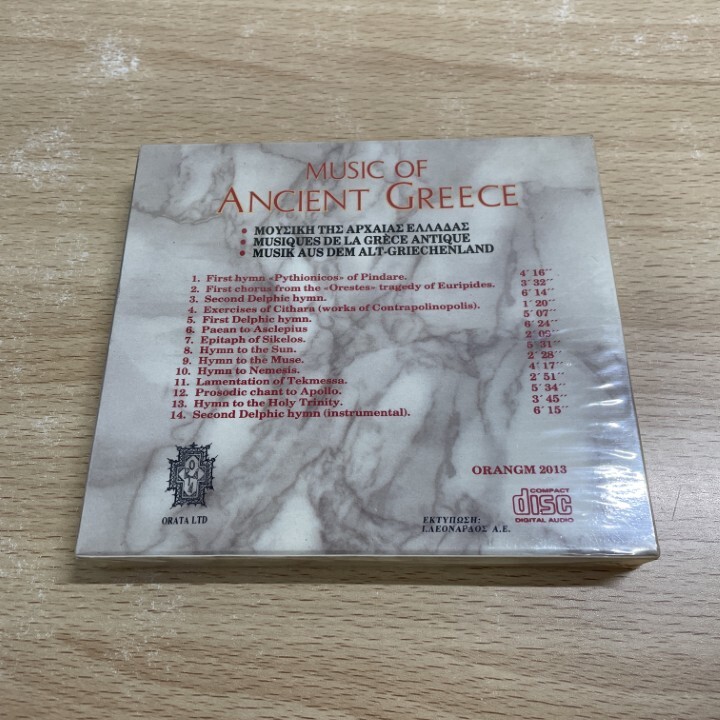 MUSIC OF
ANCIENT GREECE
• ΜΟΥΣΙΚΗ ΤΗΣ ΑΡΧΑΙΑΣ ΕΛΛΑΔΑΣ
• MUSIQUES DE LA GRÈCE ANTIQUE
• MUSIK AUS DEM ALT-GRIECHENLAND
1. First hymn «Pythionicos» of Pindare. 4΄ 16΄΄
2. First chorus from the «Orestes» tragedy of Euripides. 3΄ 32΄΄
3. Second Delphic hymn. 6΄ 14΄΄
4. Exercises of Cithara (works of Contrapolinopolis). 1΄ 20΄΄
5. First Delphic hymn. 5΄ 07΄΄
6. Paean to Asclepius 6΄ 24΄΄
7. Epitaph of Sikelos. 2΄ 05΄΄
8. Hymn to the Sun. 5΄ 31΄΄
9. Hymn to the Muse. 2΄ 28΄΄
10. Hymn to Nemesis. 4΄ 17΄΄
11. Lamentation of Tekmessa. 2΄ 51΄΄
12. Prosodic chant to Apollo. 5΄ 34΄΄
13. Hymn to the Holy Trinity. 3΄ 45΄΄
14. Second Delphic hymn (instrumental). 6΄ 15΄΄
ORANGM 2013
ORATA LTD
ΕΚΤΥΠΩΣΗ:
Ι.ΛΕΟΝΑΡΔΟΣ Α.Ε.
COMPACT
disc
DIGITAL AUDIO